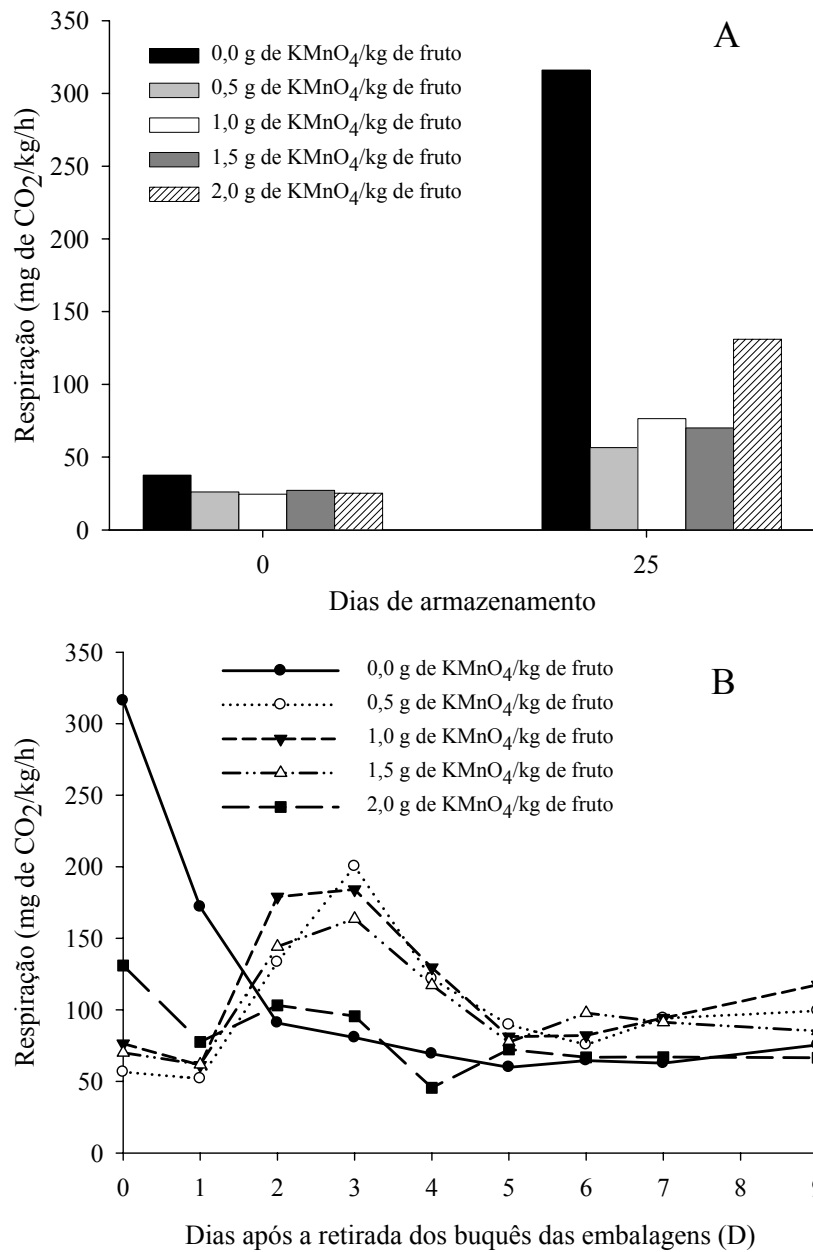 A
0,0 g de KMnO4/kg de fruto
0,5 g de KMnO4/kg de fruto
1,0 g de KMnO4/kg de fruto
1,5 g de KMnO4/kg de fruto
2,0 g de KMnO4/kg de fruto
Respiração (mg de CO2/kg/h)
350
300
250
200
150
100
50
0
0
25
Dias de armazenamento
B
0,0 g de KMnO4/kg de fruto
0,5 g de KMnO4/kg de fruto
1,0 g de KMnO4/kg de fruto
1,5 g de KMnO4/kg de fruto
2,0 g de KMnO4/kg de fruto
Respiração (mg de CO2/kg/h)
350
300
250
200
150
100
50
0
0 1 2 3 4 5 6 7 8 9
Dias após a retirada dos buquês das embalagens (D)